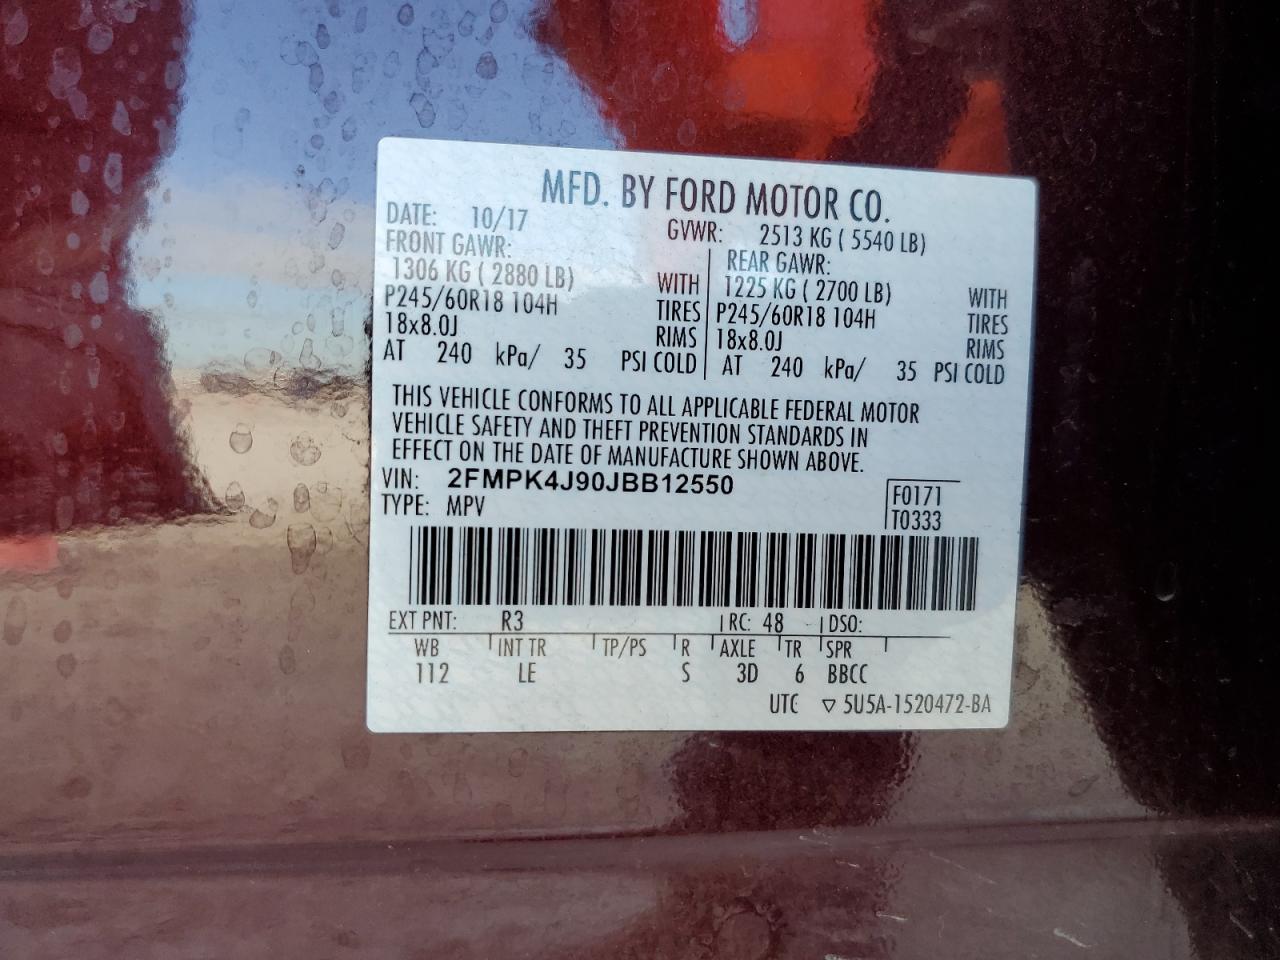 MFD. BY FORD MOTOR CO.
DATE: 10/17 GVWR: 2513 KG ( 5540 LB)
FRONT GAWR: REAR GAWR:
1306 KG ( 2880 LB) WITH 1225 KG ( 2700 LB) WITH
P245/60R18 104H TIRES P245/60R18 104H TIRES
18x8.0J RIMS 18x8.0J RIMS
AT 240 kPa/ 35 PSI COLD AT 240 kPa/ 35 PSI COLD
THIS VEHICLE CONFORMS TO ALL APPLICABLE FEDERAL MOTOR
VEHICLE SAFETY AND THEFT PREVENTION STANDARDS IN
EFFECT ON THE DATE OF MANUFACTURE SHOWN ABOVE.
VIN: 2FMPK4J90JBB12550 F0171
TYPE: MPV T0333
EXT PNT: R3 RC: 48 DSO:
WB INT TR TP/PS R AXLE TR SPR
112 LE S 3D 6 BBCC
UTC ▽ 5U5A-1520472-BA